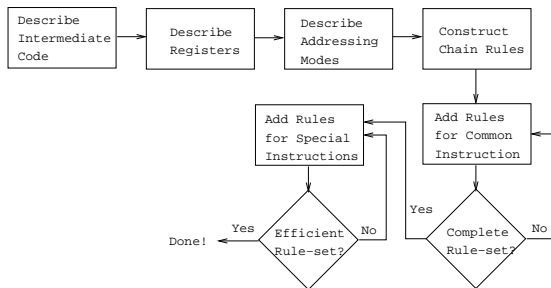 Describe
Intermediate
Code
Describe
Registers
Describe
Addressing
Modes
Construct
Chain Rules
Add Rules
for Special
Instructions
Add Rules
for Common
Instruction
Yes
Efficient
Rule-set?
No
Done!
Yes
Complete
Rule-set?
No